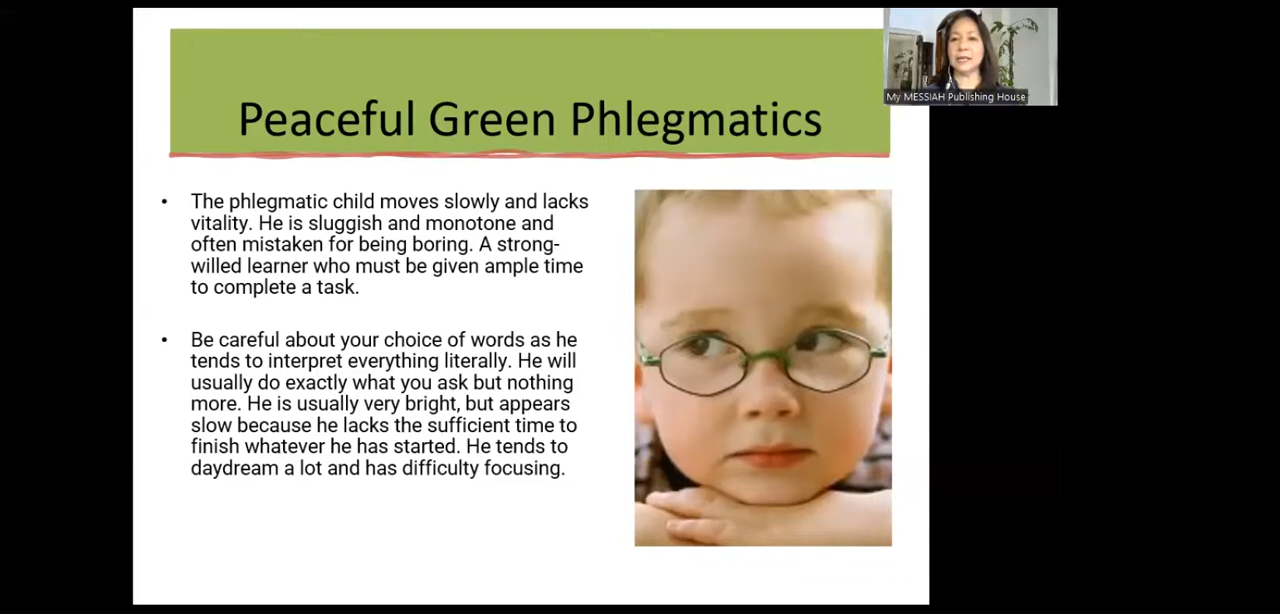 Peaceful Green Phlegmatics
My MESSIAH Publishing House
• The phlegmatic child moves slowly and lacks
vitality. He is sluggish and monotone and
often mistaken for being boring. A strong-
willed learner who must be given ample time
to complete a task.
• Be careful about your choice of words as he
tends to interpret everything literally. He will
usually do exactly what you ask but nothing
more. He is usually very bright, but appears
slow because he lacks the sufficient time to
finish whatever he has started. He tends to
daydream a lot and has difficulty focusing.